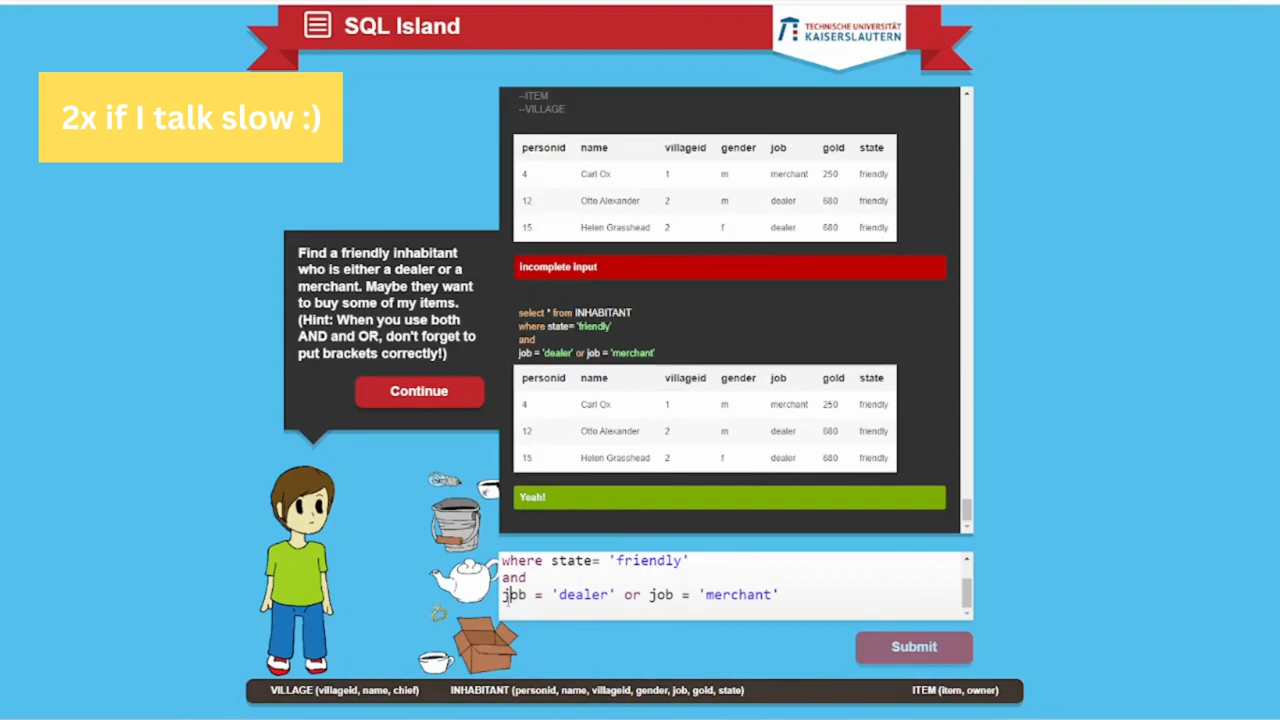 SQL Island
TECHNISCHE UNIVERSITÄT
KAISERSLAUTERN
2x if I talk slow :)
--ITEM
--VILLAGE
personid name villageid gender job gold state
4 Carl Ox 1 m merchant 250 friendly
12 Otto Alexander 2 m dealer 680 friendly
15 Helen Grasshead 2 f dealer 680 friendly
Incomplete input
Find a friendly inhabitant
who is either a dealer or a
merchant. Maybe they want
to buy some of my items.
(Hint: When you use both
AND and OR, don't forget to
put brackets correctly!)
Continue
select * from INHABITANT
where state= 'friendly'
and
job = 'dealer' or job = 'merchant'
personid name villageid gender job gold state
4 Carl Ox 1 m merchant 250 friendly
12 Otto Alexander 2 m dealer 680 friendly
15 Helen Grasshead 2 f dealer 680 friendly
Yeah!
where state= 'friendly'
and
job = 'dealer' or job = 'merchant'
Submit
VILLAGE (villageid, name, chief) INHABITANT (personid, name, villageid, gender, job, gold, state) ITEM (item, owner)